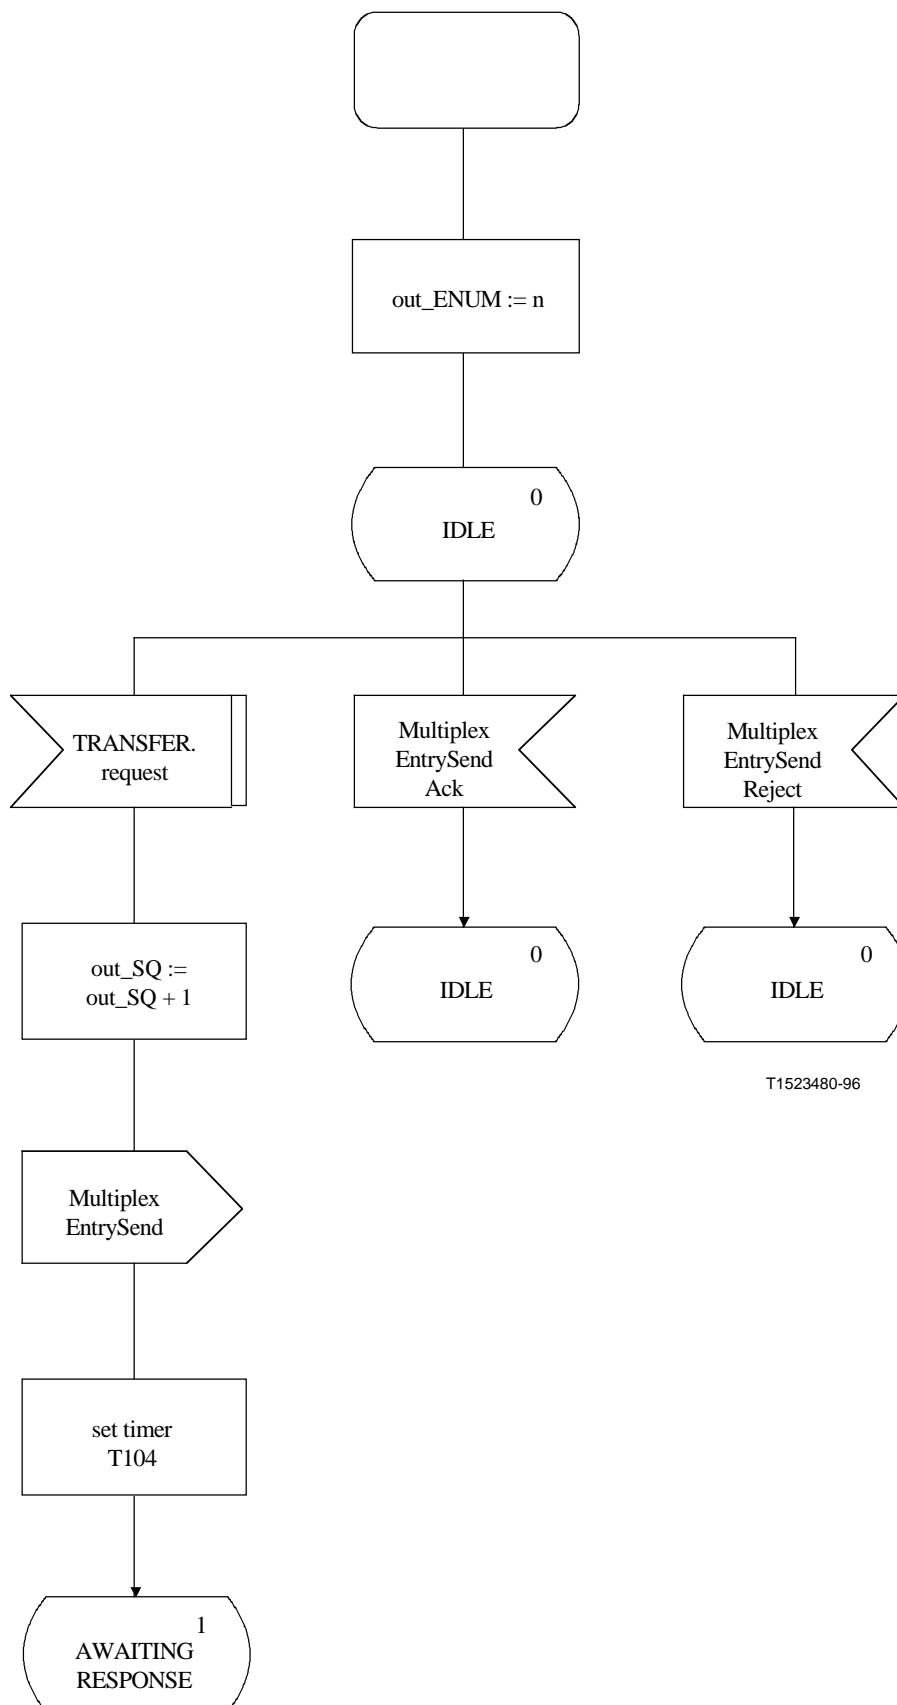 out_ENUM := n
0
IDLE
TRANSFER.
request
Multiplex
EntrySend
Ack
Multiplex
EntrySend
Reject
out_SQ :=
out_SQ + 1
0
IDLE
0
IDLE
T1523480-96
Multiplex
EntrySend
set timer
T104
1
AWAITING
RESPONSE